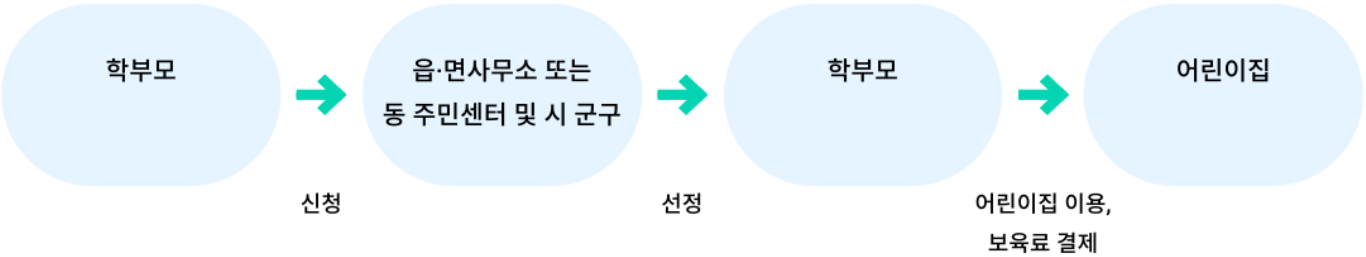 학부모
읍·면사무소 또는
동 주민센터 및 시 군구
학부모
어린이집
신청
선정
어린이집 이용,
보육료 결제